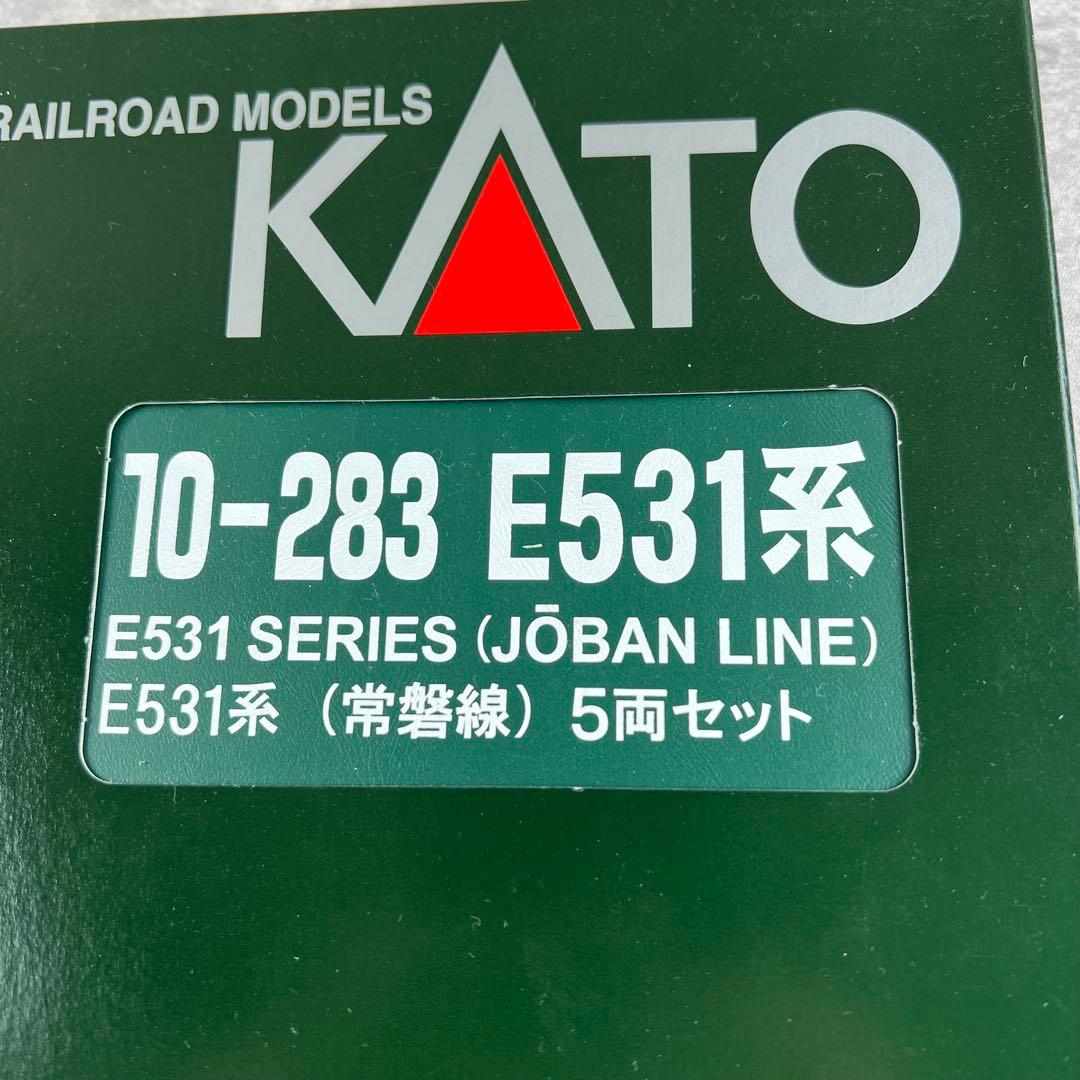 RAILROAD MODELS
KATO
10-283 E531系
E531 SERIES (JŌBAN LINE)
E531系 （常磐線） 5両セット